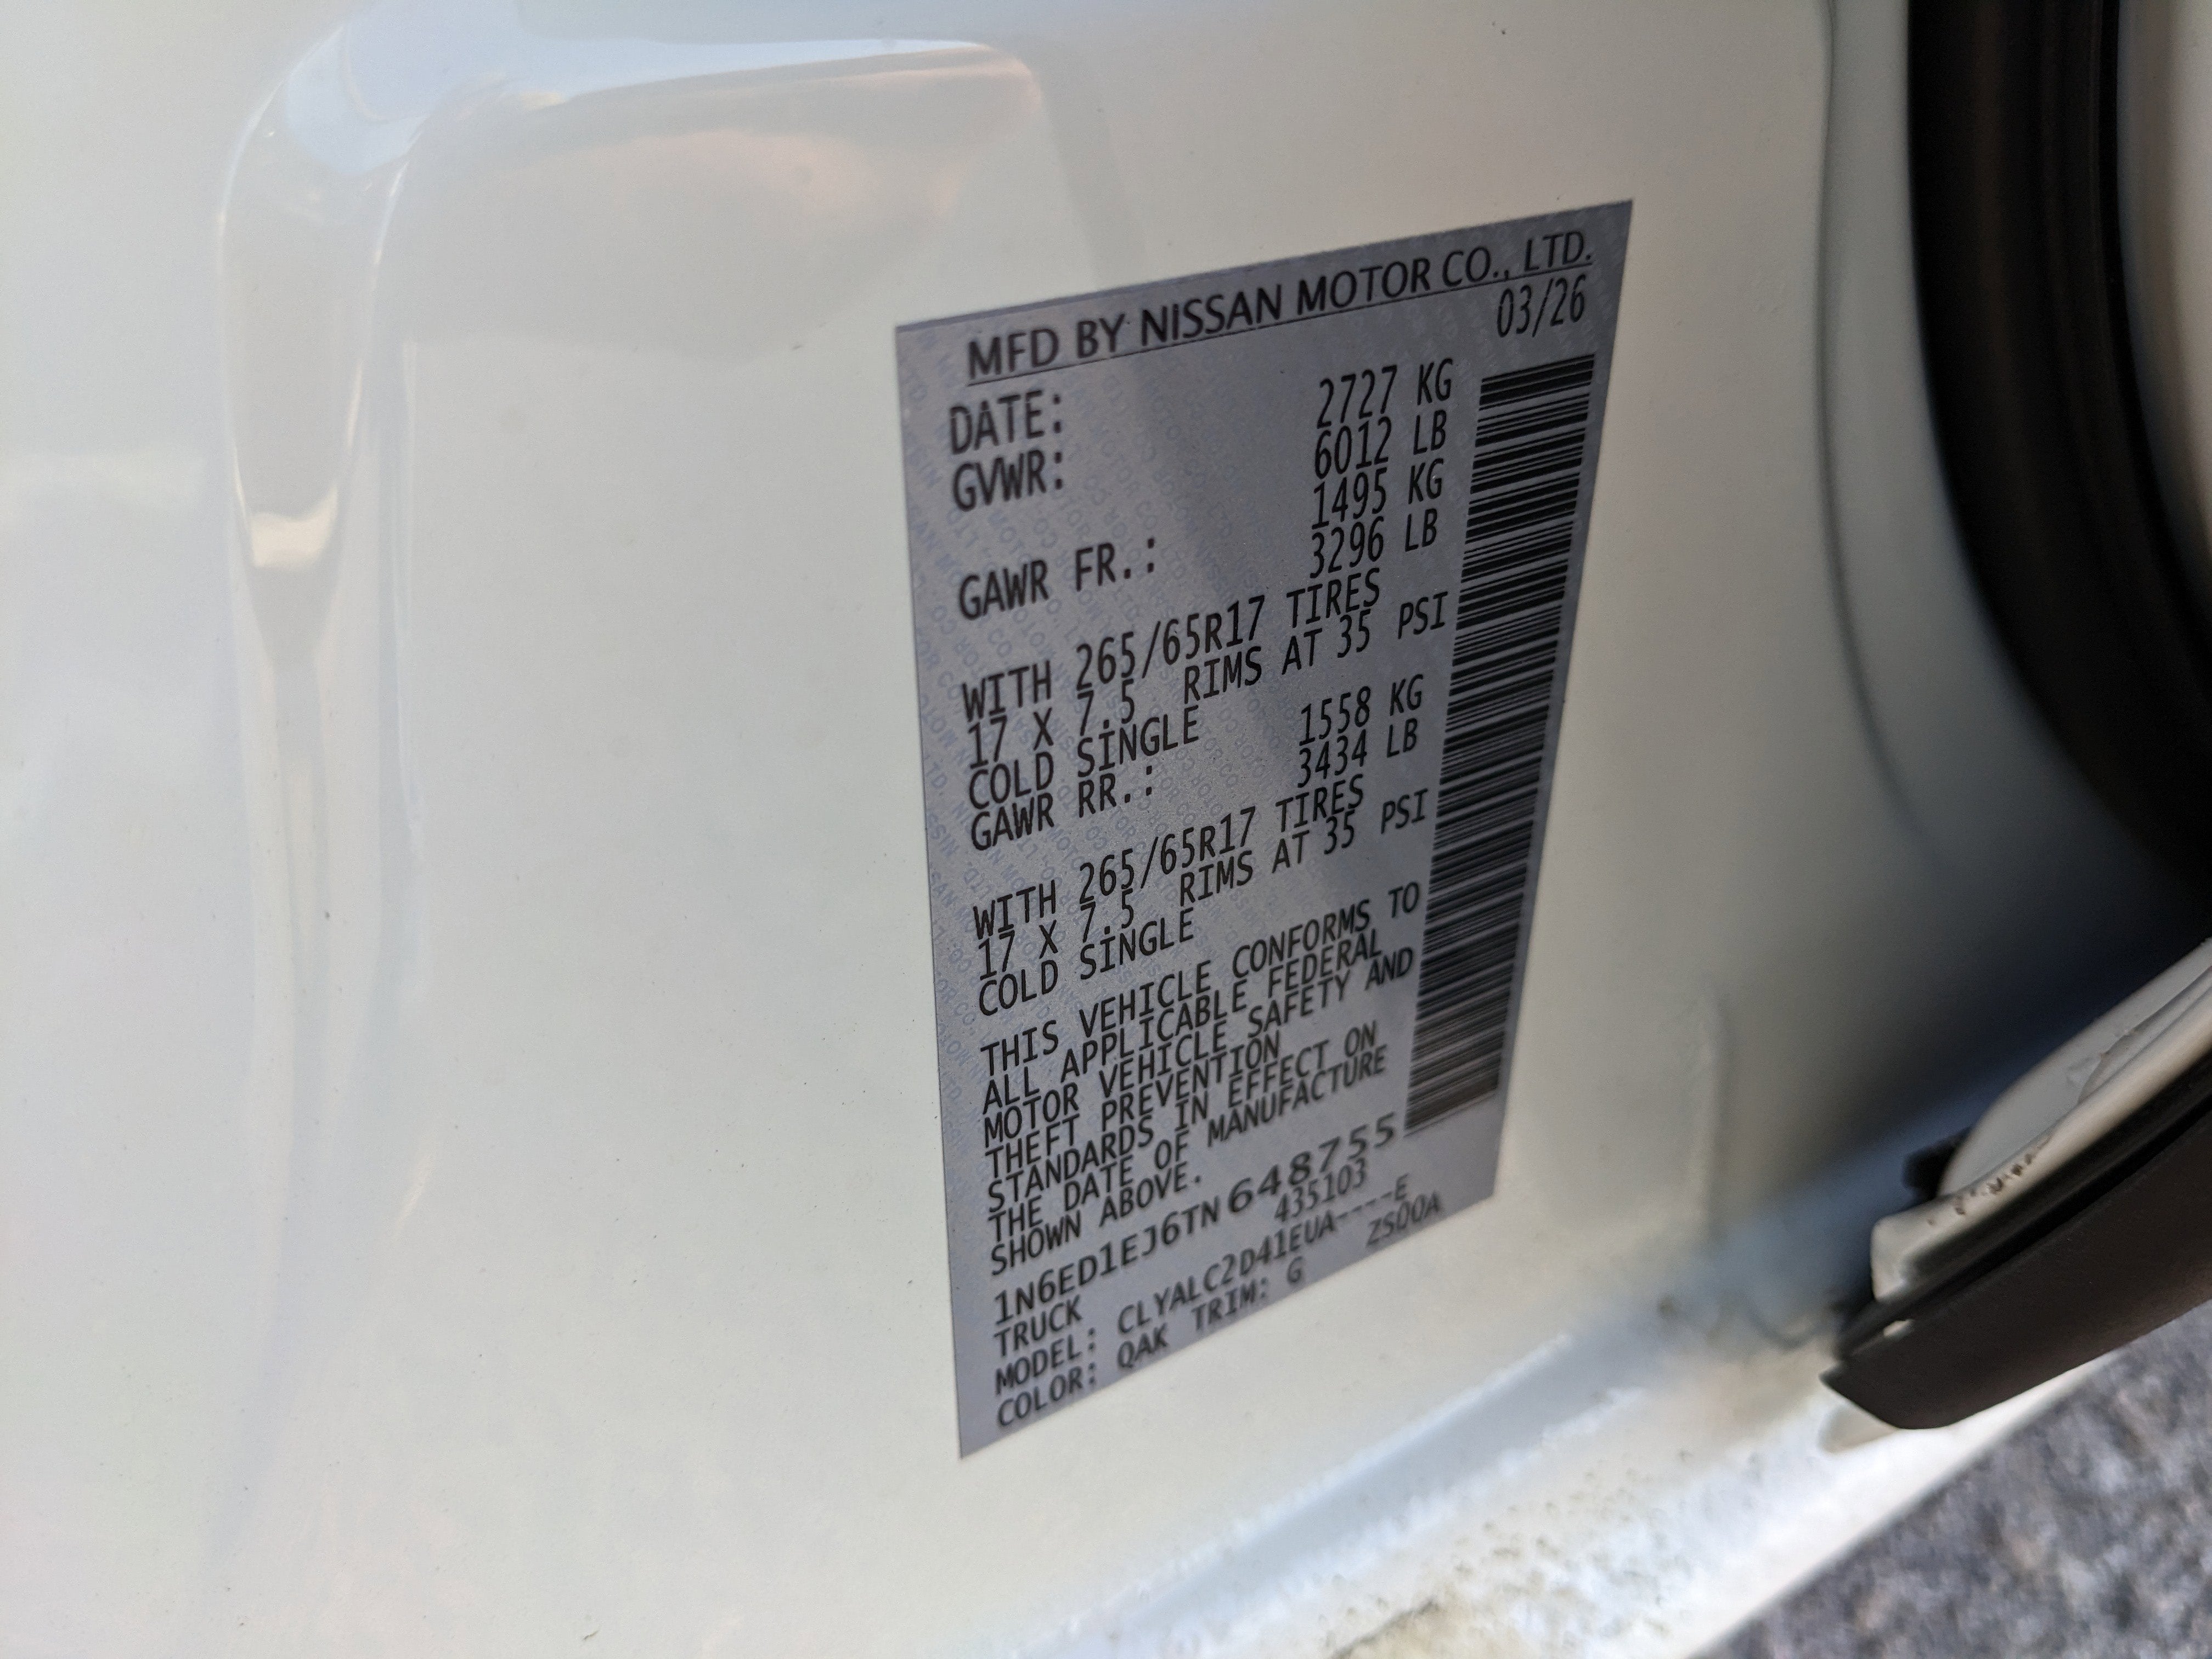 MFD BY NISSAN MOTOR CO., LTD.
DATE: 03/26
GVWR: 2727 KG
6012 LB
GAWR FR.: 1495 KG
3296 LB
WITH 265/65R17 TIRES
17 X 7.5 RIMS AT 35 PSI
COLD SINGLE
GAWR RR.: 1558 KG
3434 LB
WITH 265/65R17 TIRES
17 X 7.5 RIMS AT 35 PSI
COLD SINGLE
THIS VEHICLE CONFORMS TO
ALL APPLICABLE FEDERAL
MOTOR VEHICLE SAFETY AND
THEFT PREVENTION
STANDARDS IN EFFECT ON
THE DATE OF MANUFACTURE
SHOWN ABOVE.
1N6ED1EJ6TN648755
TRUCK 435103
MODEL: CLYALC2D41EUA----E
COLOR: QAK TRIM: G ZS00A